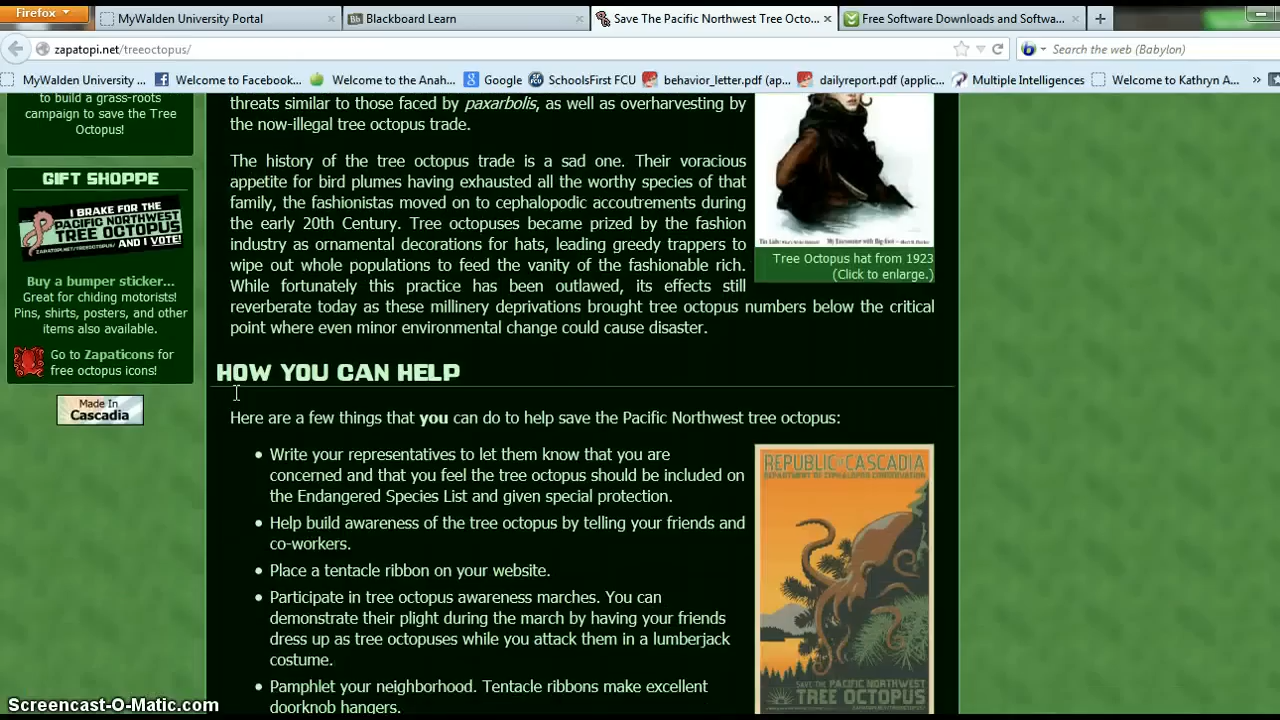 Firefox
MyWalden University Portal
Bb Blackboard Learn
Save The Pacific Northwest Tree Octo...
Free Software Downloads and Softwa...
zapatopi.net/treeoctopus/
Search the web (Babylon)
MyWalden University ...
Welcome to Facebook...
Welcome to the Anah...
Google
SchoolsFirst FCU
behavior_letter.pdf (ap...
dailyreport.pdf (applic...
Multiple Intelligences
Welcome to Kathryn A...
to build a grass-roots
campaign to save the Tree
Octopus!
GIFT SHOPPE
I BRAKE FOR THE
PACIFIC NORTHWEST
TREE OCTOPUS
ZAPATOPI.NET/TREEOCTOPUS/ AND I VOTE!
Buy a bumper sticker...
Great for chiding motorists!
Pins, shirts, posters, and other
items also available.
Go to Zapaticons for
free octopus icons!
Made In
Cascadia
threats similar to those faced by paxarbolis, as well as overharvesting by
the now-illegal tree octopus trade.
The history of the tree octopus trade is a sad one. Their voracious
appetite for bird plumes having exhausted all the worthy species of that
family, the fashionistas moved on to cephalopodic accoutrements during
the early 20th Century. Tree octopuses became prized by the fashion
industry as ornamental decorations for hats, leading greedy trappers to
wipe out whole populations to feed the vanity of the fashionable rich.
While fortunately this practice has been outlawed, its effects still
reverberate today as these millinery deprivations brought tree octopus numbers below the critical
point where even minor environmental change could cause disaster.
Tree Octopus hat from 1923
(Click to enlarge.)
HOW YOU CAN HELP
Here are a few things that you can do to help save the Pacific Northwest tree octopus:
Write your representatives to let them know that you are
concerned and that you feel the tree octopus should be included on
the Endangered Species List and given special protection.
Help build awareness of the tree octopus by telling your friends and
co-workers.
Place a tentacle ribbon on your website.
Participate in tree octopus awareness marches. You can
demonstrate their plight during the march by having your friends
dress up as tree octopuses while you attack them in a lumberjack
costume.
Pamphlet your neighborhood. Tentacle ribbons make excellent
doorknob hangers.
REPUBLIC OF CASCADIA
DEPARTMENT OF CEPHALOPOD CONSERVATION
SAVE THE PACIFIC NORTHWEST
TREE OCTOPUS
Screencast-O-Matic.com